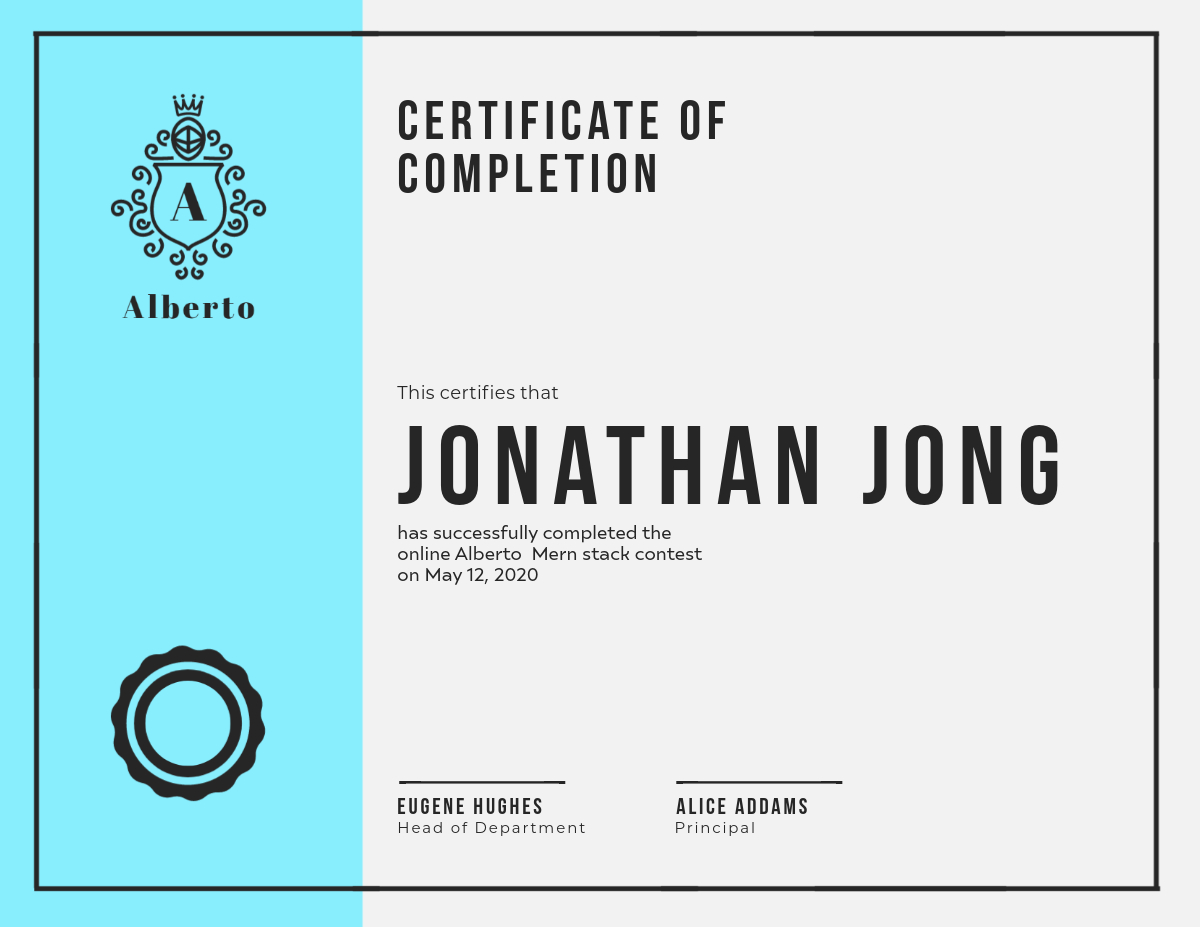 A
Alberto
CERTIFICATE OF
COMPLETION
This certifies that
JONATHAN JONG
has successfully completed the
online Alberto  Mern stack contest
on May 12, 2020
EUGENE HUGHES
Head of Department
ALICE ADDAMS
Principal